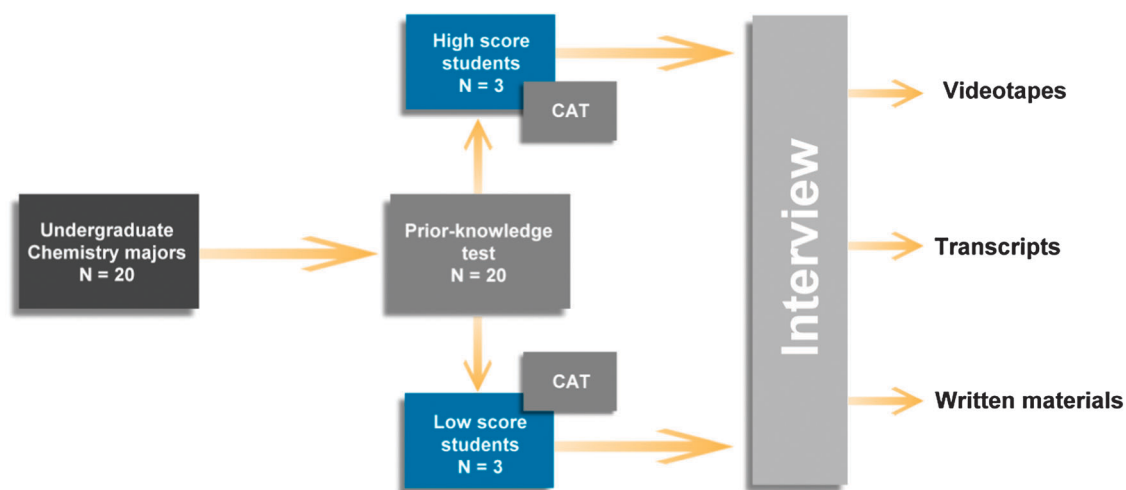 Undergraduate
Chemistry majors
N = 20
Prior-knowledge
test
N = 20
High score
students
N = 3
CAT
CAT
Low score
students
N = 3
Interview
Videotapes
Transcripts
Written materials